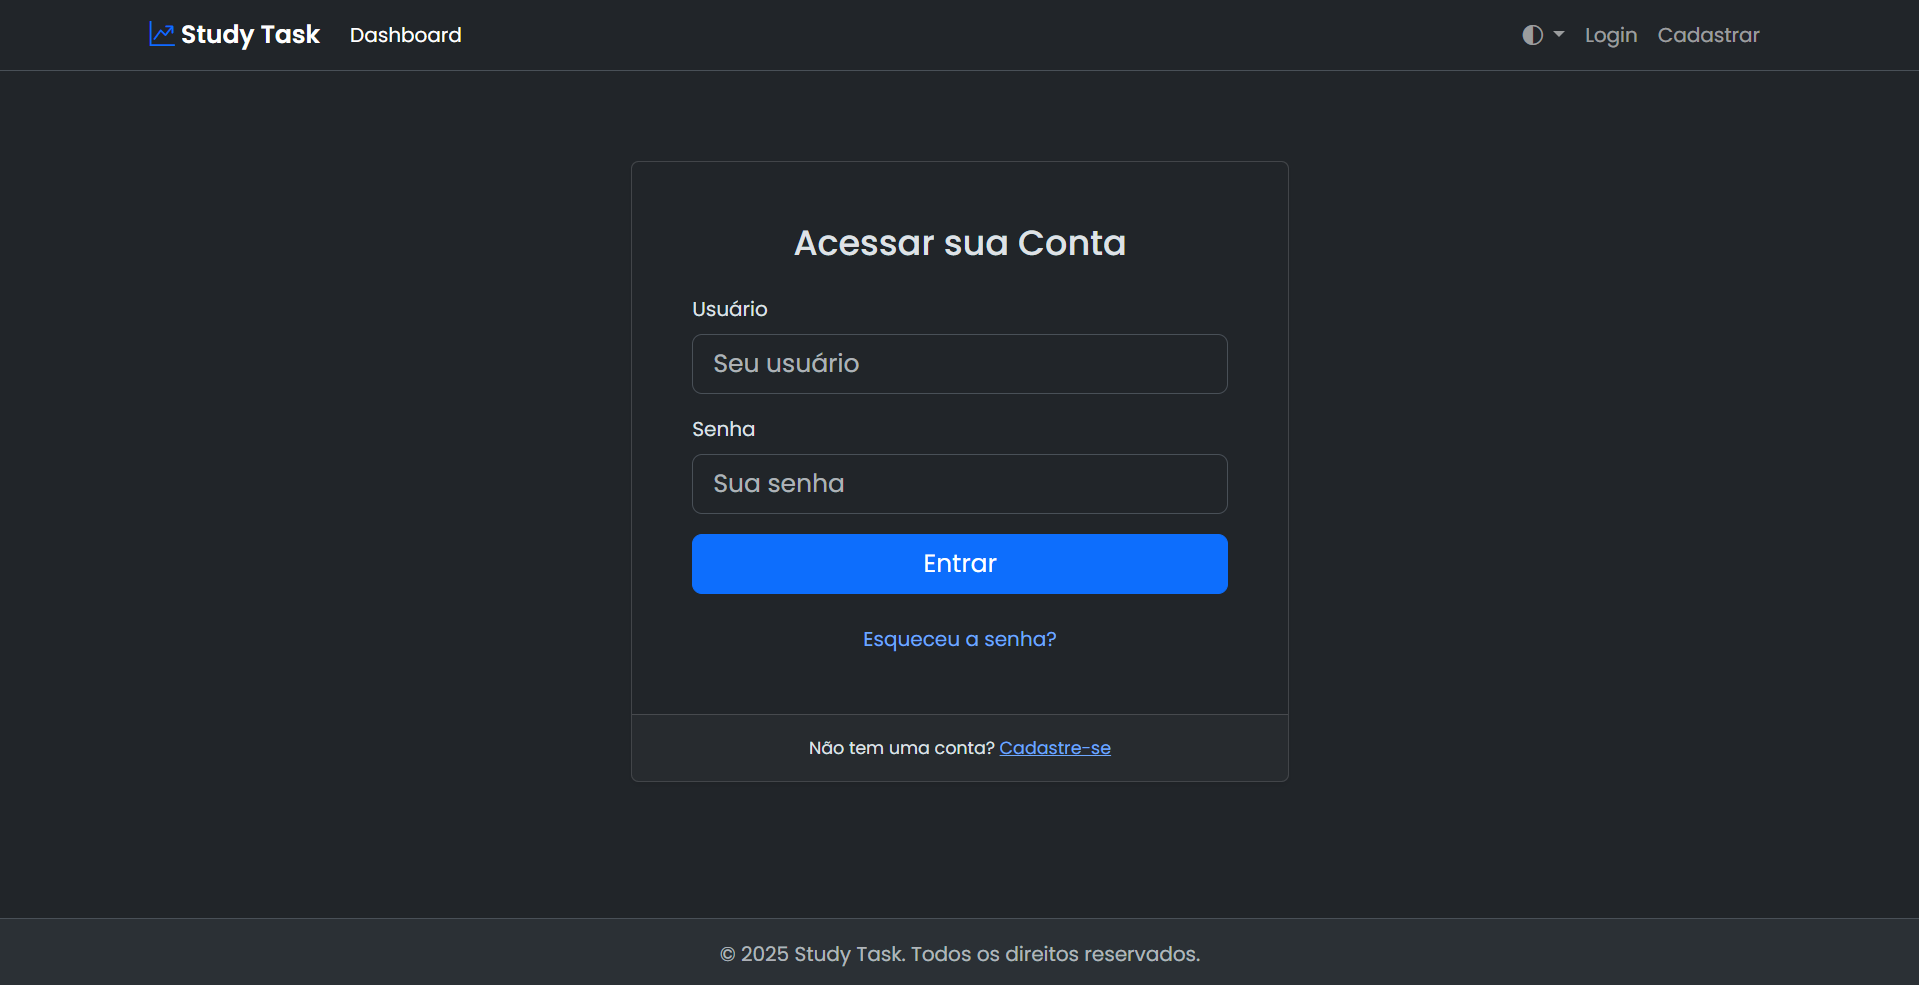 Study Task Dashboard Login Cadastrar
Acessar sua Conta
Usuário
Seu usuário
Senha
Sua senha
Entrar
Esqueceu a senha?
Não tem uma conta? Cadastre-se
© 2025 Study Task. Todos os direitos reservados.